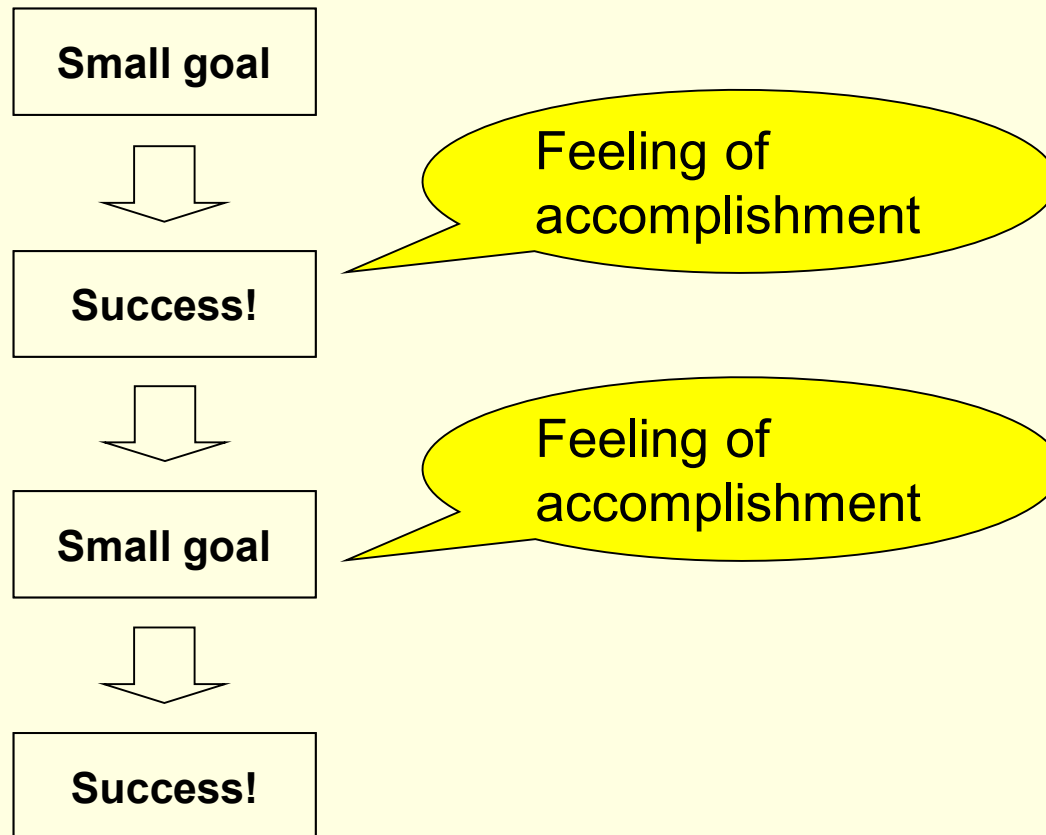 Small goal
Feeling of
accomplishment
Success!
Feeling of
accomplishment
Small goal
Success!